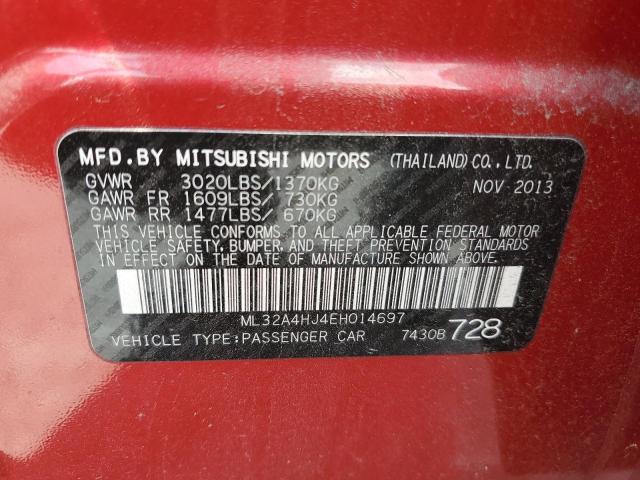 MFD.BY MITSUBISHI MOTORS (THAILAND)CO.,LTD.
GVWR 3020LBS/1370KG NOV 2013
GAWR FR 1609LBS/ 730KG
GAWR RR 1477LBS/ 670KG
THIS VEHICLE CONFORMS TO ALL APPLICABLE FEDERAL MOTOR
VEHICLE SAFETY, BUMPER, AND THEFT PREVENTION STANDARDS
IN EFFECT ON THE DATE OF MANUFACTURE SHOWN ABOVE.
ML32A4HJ4EH014697
VEHICLE TYPE:PASSENGER CAR 7430B 728